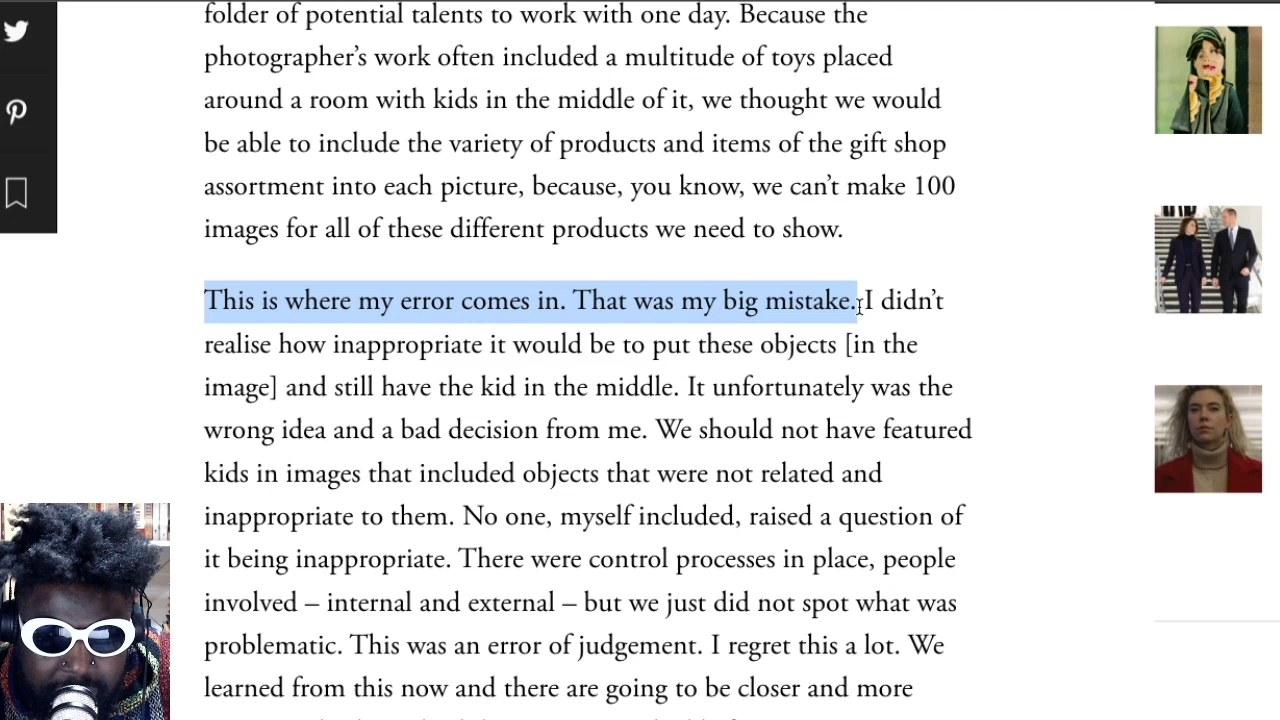 folder of potential talents to work with one day. Because the
photographer’s work often included a multitude of toys placed
around a room with kids in the middle of it, we thought we would
be able to include the variety of products and items of the gift shop
assortment into each picture, because, you know, we can’t make 100
images for all of these different products we need to show.
This is where my error comes in. That was my big mistake. I didn’t
realise how inappropriate it would be to put these objects [in the
image] and still have the kid in the middle. It unfortunately was the
wrong idea and a bad decision from me. We should not have featured
kids in images that included objects that were not related and
inappropriate to them. No one, myself included, raised a question of
it being inappropriate. There were control processes in place, people
involved – internal and external – but we just did not spot what was
problematic. This was an error of judgement. I regret this a lot. We
learned from this now and there are going to be closer and more